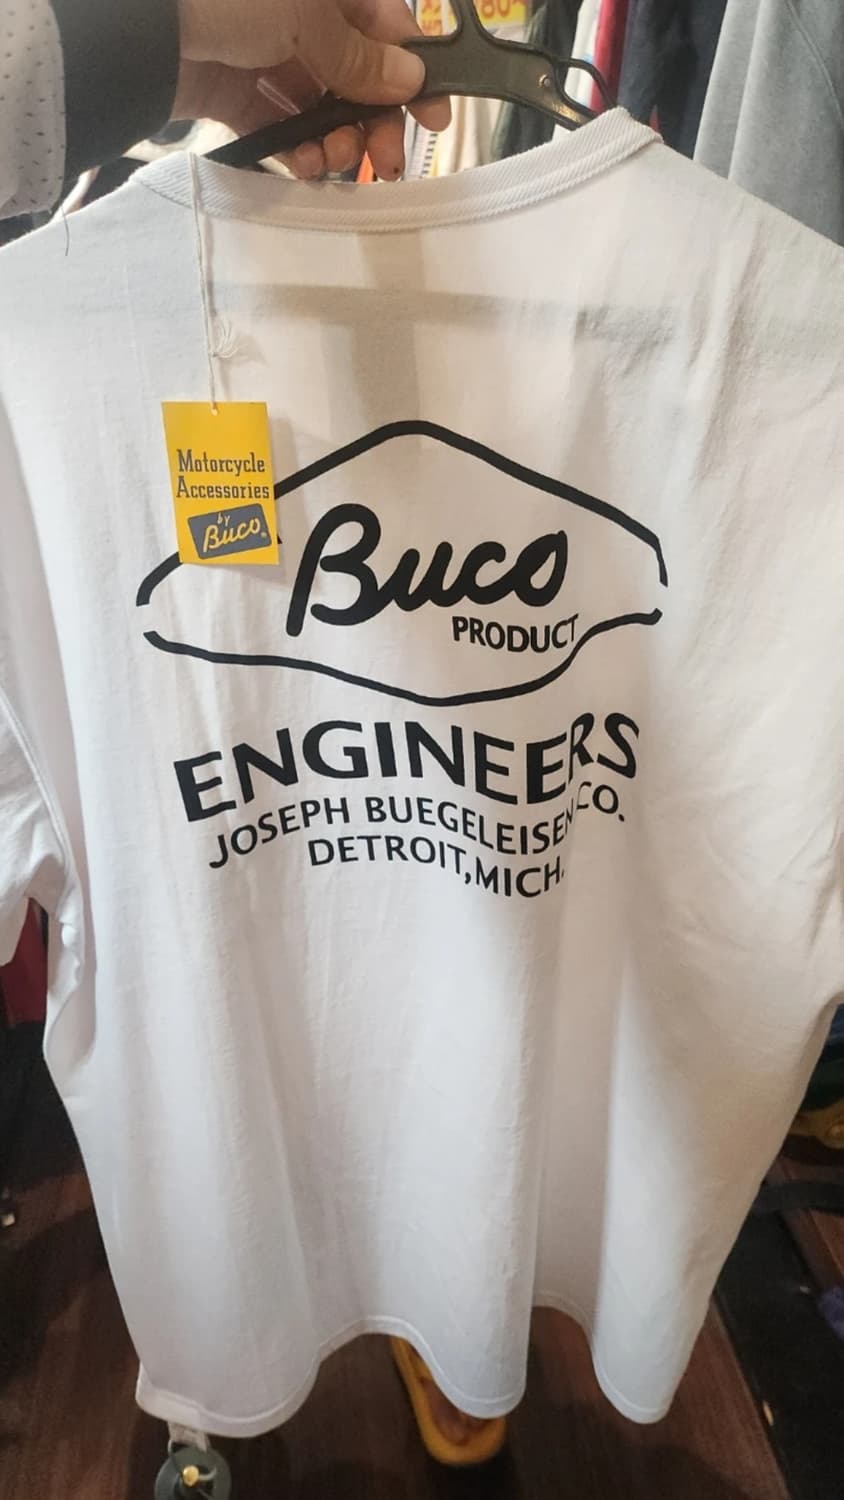 Motorcycle
Accessories
by
Buco®
Buco
PRODUCT
ENGINEERS
JOSEPH BUEGELEISEN CO.
DETROIT, MICH.